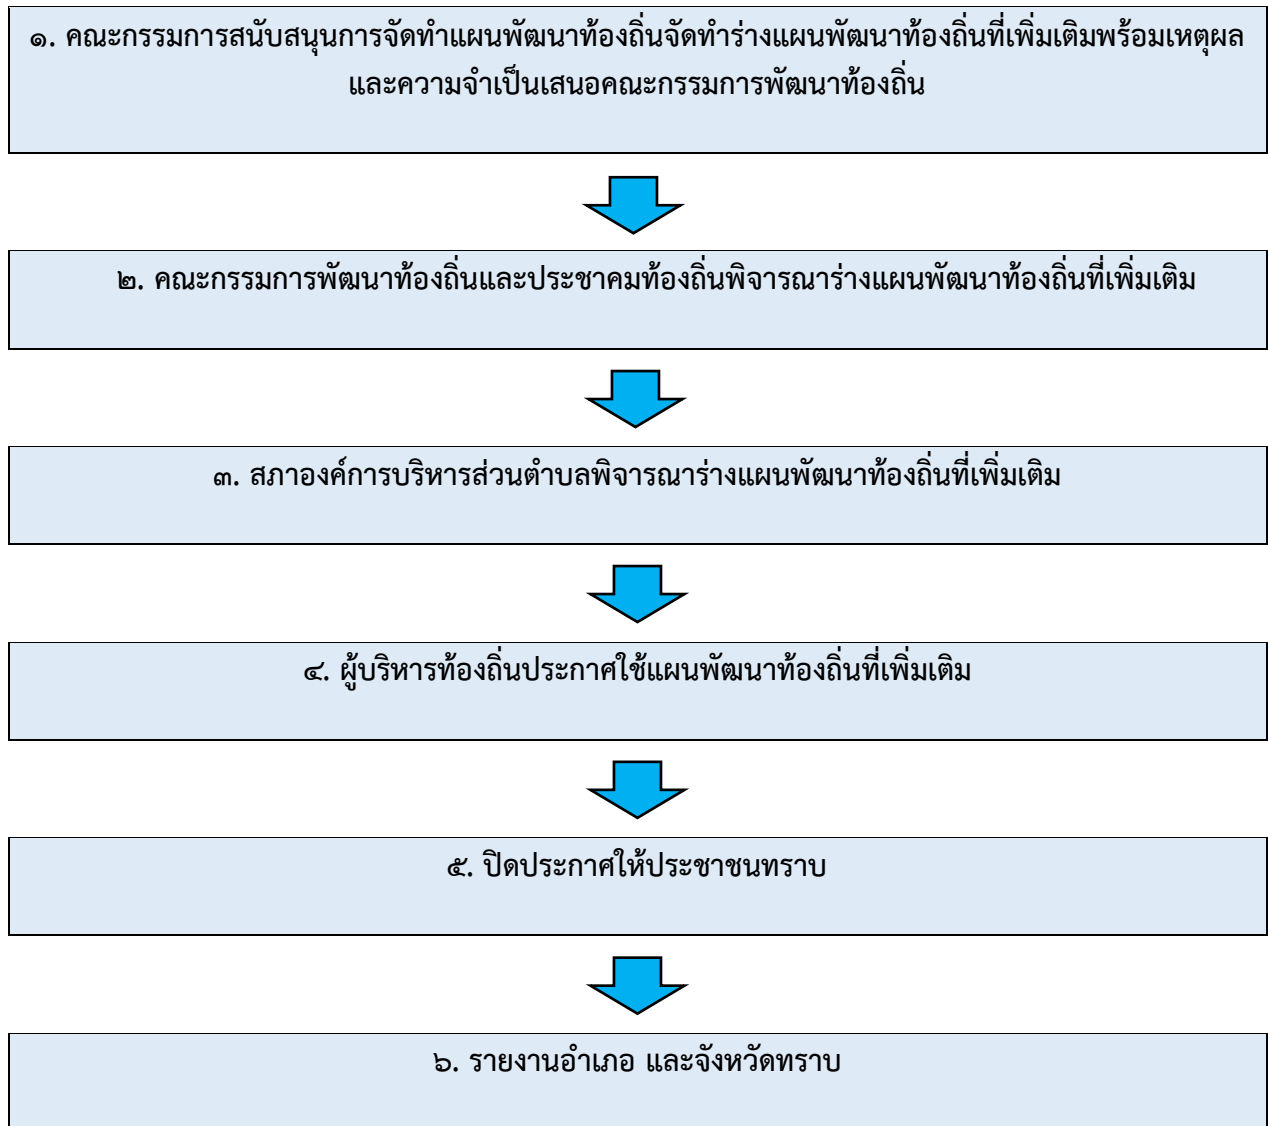 ๑. คณะกรรมการสนับสนุนการจัดทำแผนพัฒนาท้องถิ่นจัดทำร่างแผนพัฒนาท้องถิ่นที่เพิ่มเติมพร้อมเหตุผล
และความจำเป็นเสนอคณะกรรมการพัฒนาท้องถิ่น
๒. คณะกรรมการพัฒนาท้องถิ่นและประชาคมท้องถิ่นพิจารณาร่างแผนพัฒนาท้องถิ่นที่เพิ่มเติม
๓. สภาองค์การบริหารส่วนตำบลพิจารณาร่างแผนพัฒนาท้องถิ่นที่เพิ่มเติม
๔. ผู้บริหารท้องถิ่นประกาศใช้แผนพัฒนาท้องถิ่นที่เพิ่มเติม
๕. ปิดประกาศให้ประชาชนทราบ
๖. รายงานอำเภอ และจังหวัดทราบ